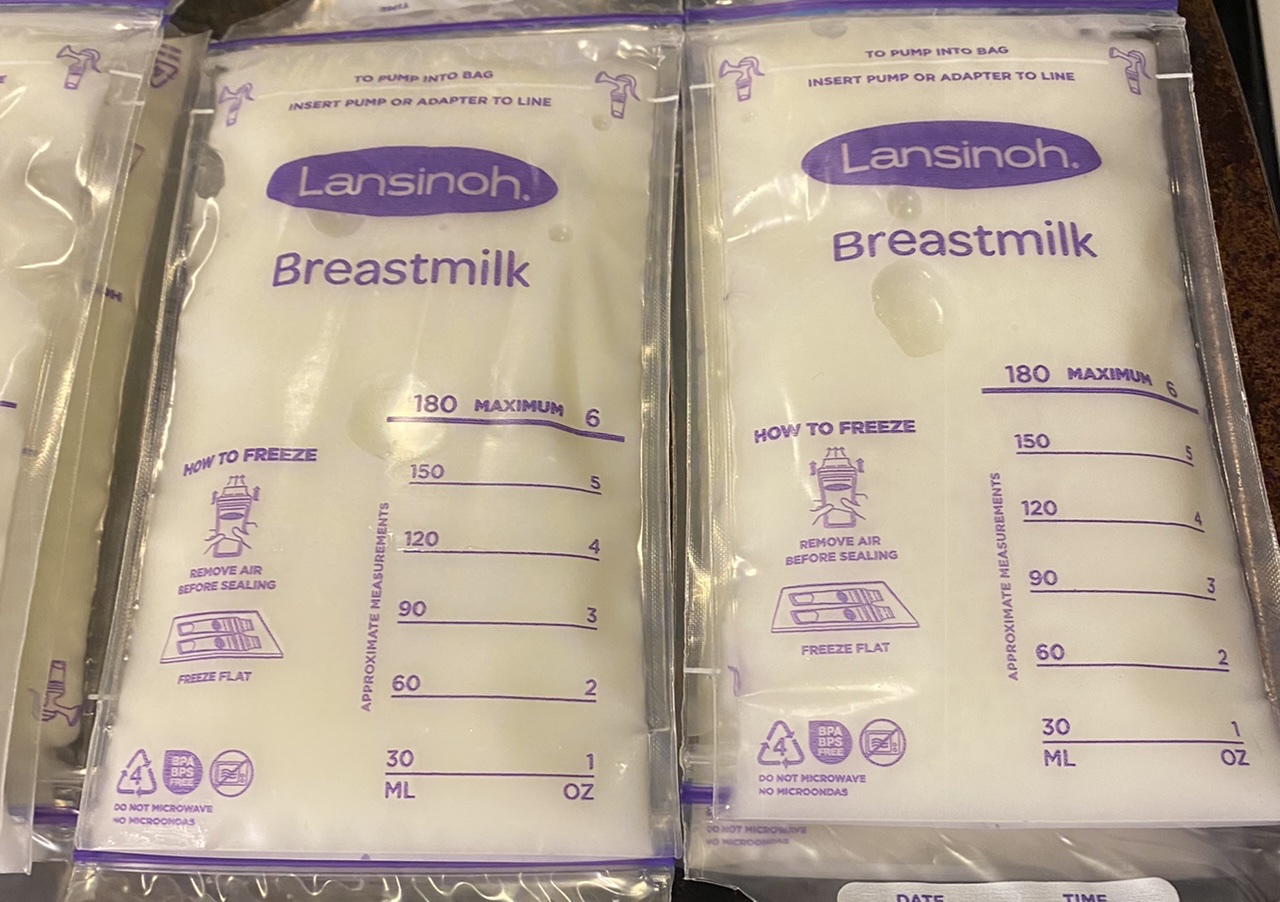 TO PUMP INTO BAG
INSERT PUMP OR ADAPTER TO LINE
Lansinoh.
Breastmilk
180 MAXIMUM 6
HOW TO FREEZE
150 5
120 4
REMOVE AIR
BEFORE SEALING
90 3
APPROXIMATE MEASUREMENTS
FREEZE FLAT
60 2
30 1
ML OZ
4
BPA
BPS
FREE
DO NOT MICROWAVE
NO MICROONDAS
TO PUMP INTO BAG
INSERT PUMP OR ADAPTER TO LINE
Lansinoh.
Breastmilk
180 MAXIMUM 6
HOW TO FREEZE
150 5
120 4
REMOVE AIR
BEFORE SEALING
90 3
APPROXIMATE MEASUREMENTS
FREEZE FLAT
60 2
30 1
ML OZ
4
BPA
BPS
FREE
DO NOT MICROWAVE
NO MICROONDAS
DO NOT MICROWAVE
NO MICROONDAS
DATE TIME